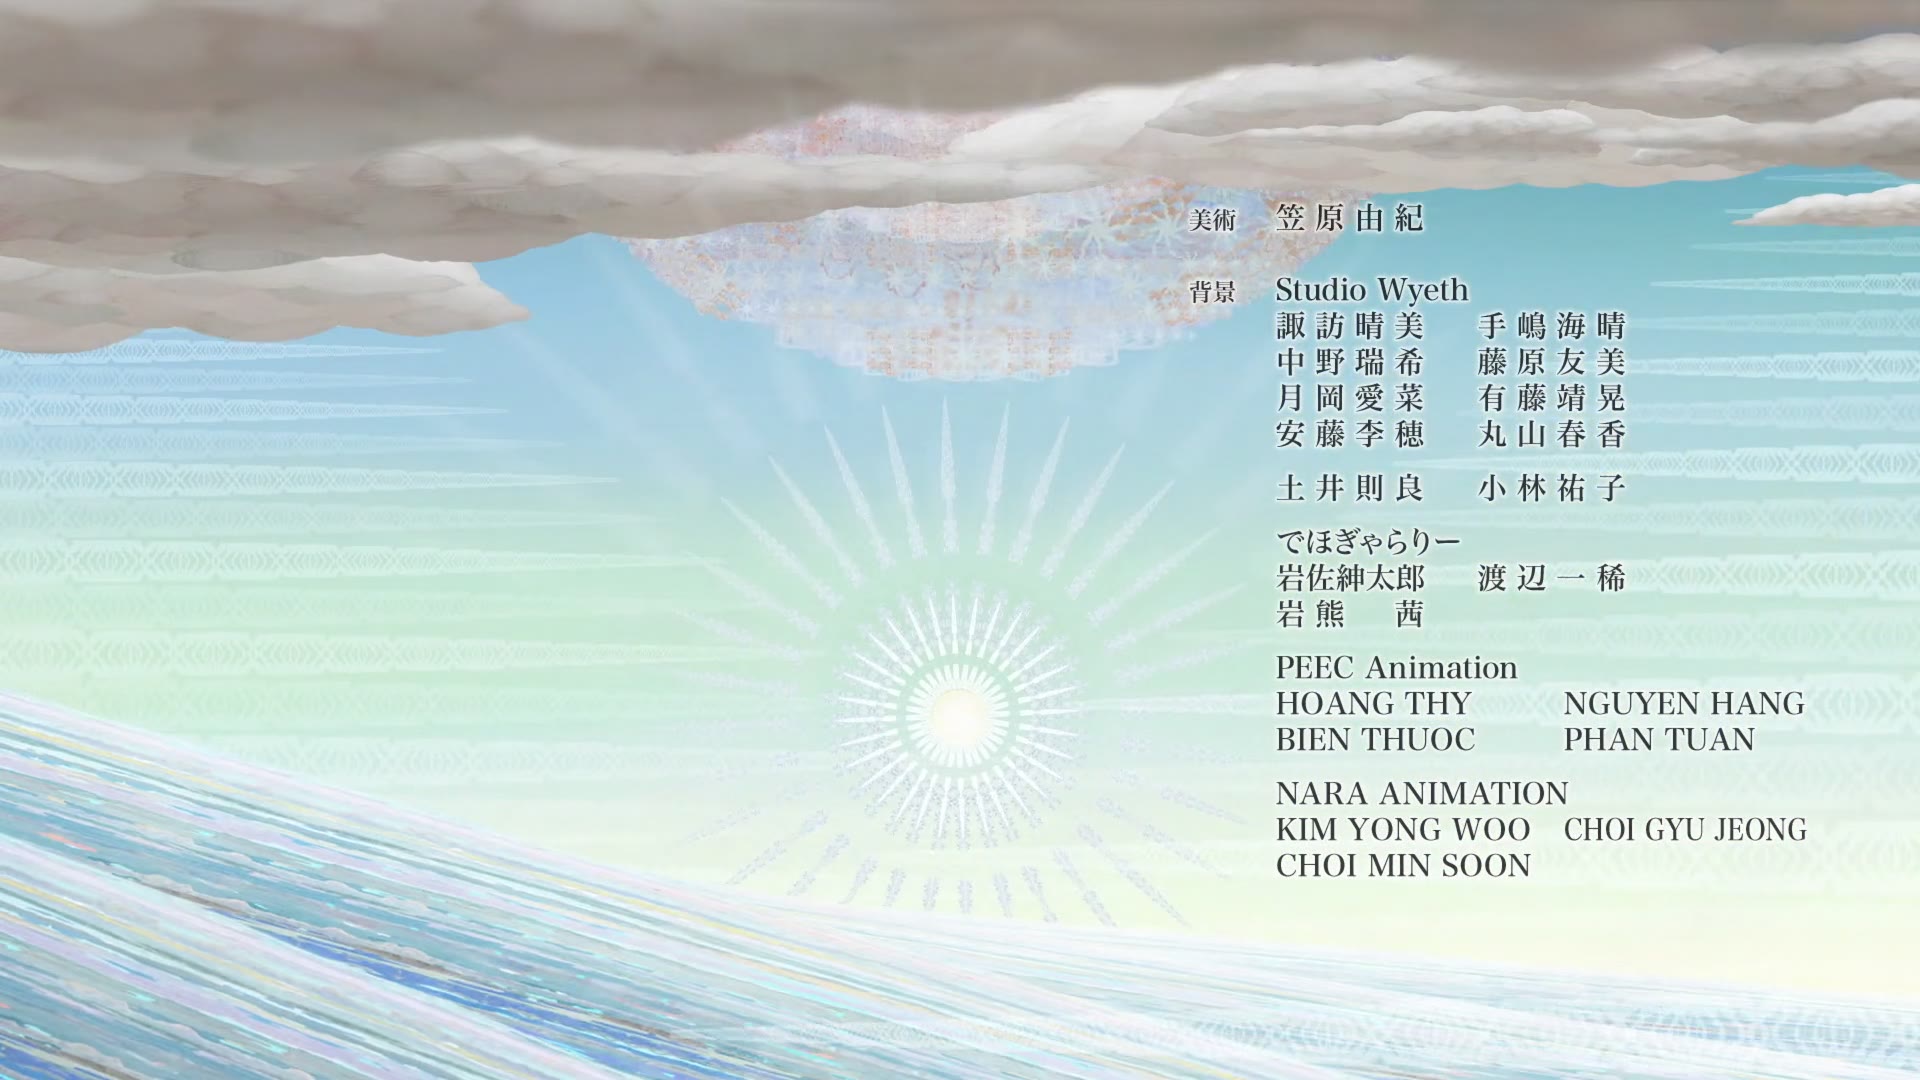 美術 笠原由紀
背景 Studio Wyeth
諏訪晴美 手嶋海晴
中野瑞希 藤原友美
月岡愛菜 有藤靖晃
安藤李穂 丸山春香
土井則良 小林祐子
でほぎゃらりー
岩佐紳太郎 渡辺一稀
岩熊 茜
PEEC Animation
HOANG THY NGUYEN HANG
BIEN THUOC PHAN TUAN
NARA ANIMATION
KIM YONG WOO CHOI GYU JEONG
CHOI MIN SOON